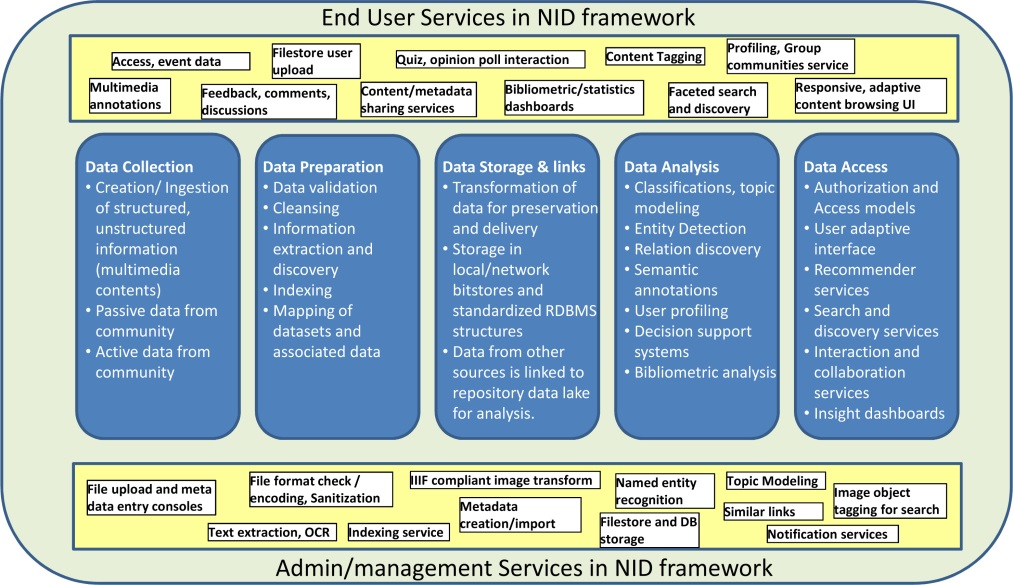 End User Services in NID framework
Access, event data
Filestore user
upload
Quiz, opinion poll interaction
Content Tagging
Profiling, Group
communities service
Multimedia
annotations
Feedback, comments,
discussions
Content/metadata
sharing services
Bibliometric/statistics
dashboards
Faceted search
and discovery
Responsive, adaptive
content browsing UI
Data Collection
• Creation/ Ingestion
of structured,
unstructured
information
(multimedia
contents)
• Passive data from
community
• Active data from
community
Data Preparation
• Data validation
• Cleansing
• Information
extraction and
discovery
• Indexing
• Mapping of
datasets and
associated data
Data Storage & links
• Transformation of
data for preservation
and delivery
• Storage in
local/network
bitstores and
standardized RDBMS
structures
• Data from other
sources is linked to
repository data lake
for analysis.
Data Analysis
• Classifications, topic
modeling
• Entity Detection
• Relation discovery
• Semantic
annotations
• User profiling
• Decision support
systems
• Bibliometric analysis
Data Access
• Authorization and
Access models
• User adaptive
interface
• Recommender
services
• Search and
discovery services
• Interaction and
collaboration
services
• Insight dashboards
File upload and meta
data entry consoles
File format check /
encoding, Sanitization
IIIF compliant image transform
Named entity
recognition
Topic Modeling
Image object
tagging for search
Metadata
creation/import
Similar links
Text extraction, OCR
Indexing service
Filestore and DB
storage
Notification services
Admin/management Services in NID framework